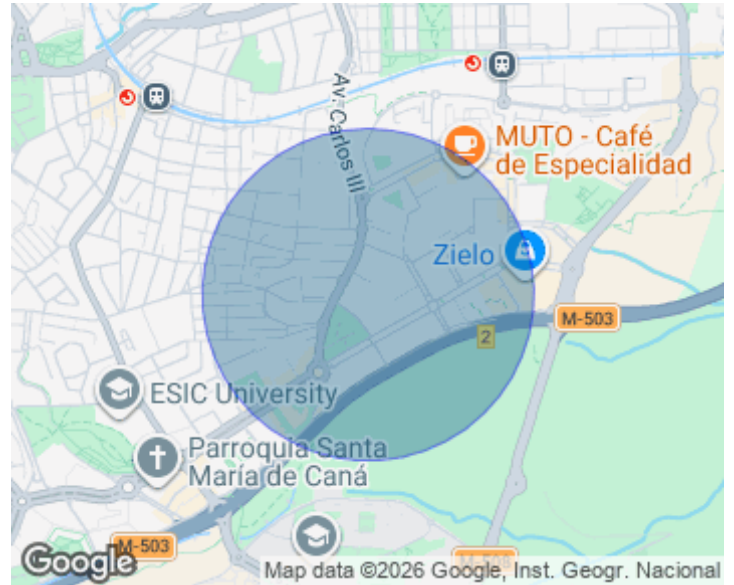 Av. Carlos III
MUTO - Café
de Especialidad
Zielo
M-503
2
ESIC University
Parroquia Santa
María de Caná
M-503
Google
Map data ©2026 Google, Inst. Geogr. Nacional